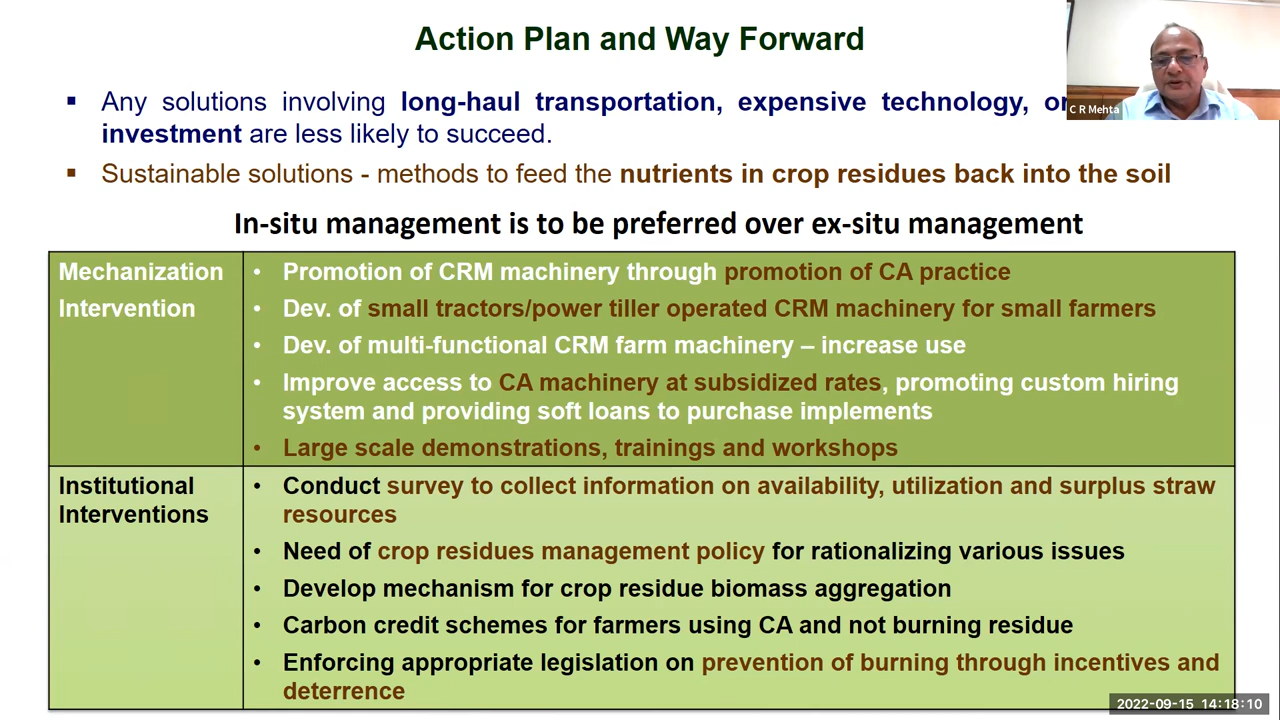 Action Plan and Way Forward
C R Mehta
▪ Any solutions involving long-haul transportation, expensive technology, or
investment are less likely to succeed.
▪ Sustainable solutions - methods to feed the nutrients in crop residues back into the soil
In-situ management is to be preferred over ex-situ management
Mechanization
Intervention
• Promotion of CRM machinery through promotion of CA practice
• Dev. of small tractors/power tiller operated CRM machinery for small farmers
• Dev. of multi-functional CRM farm machinery – increase use
• Improve access to CA machinery at subsidized rates, promoting custom hiring
system and providing soft loans to purchase implements
• Large scale demonstrations, trainings and workshops
Institutional
Interventions
• Conduct survey to collect information on availability, utilization and surplus straw
resources
• Need of crop residues management policy for rationalizing various issues
• Develop mechanism for crop residue biomass aggregation
• Carbon credit schemes for farmers using CA and not burning residue
• Enforcing appropriate legislation on prevention of burning through incentives and
deterrence
2022-09-15 14:18:10